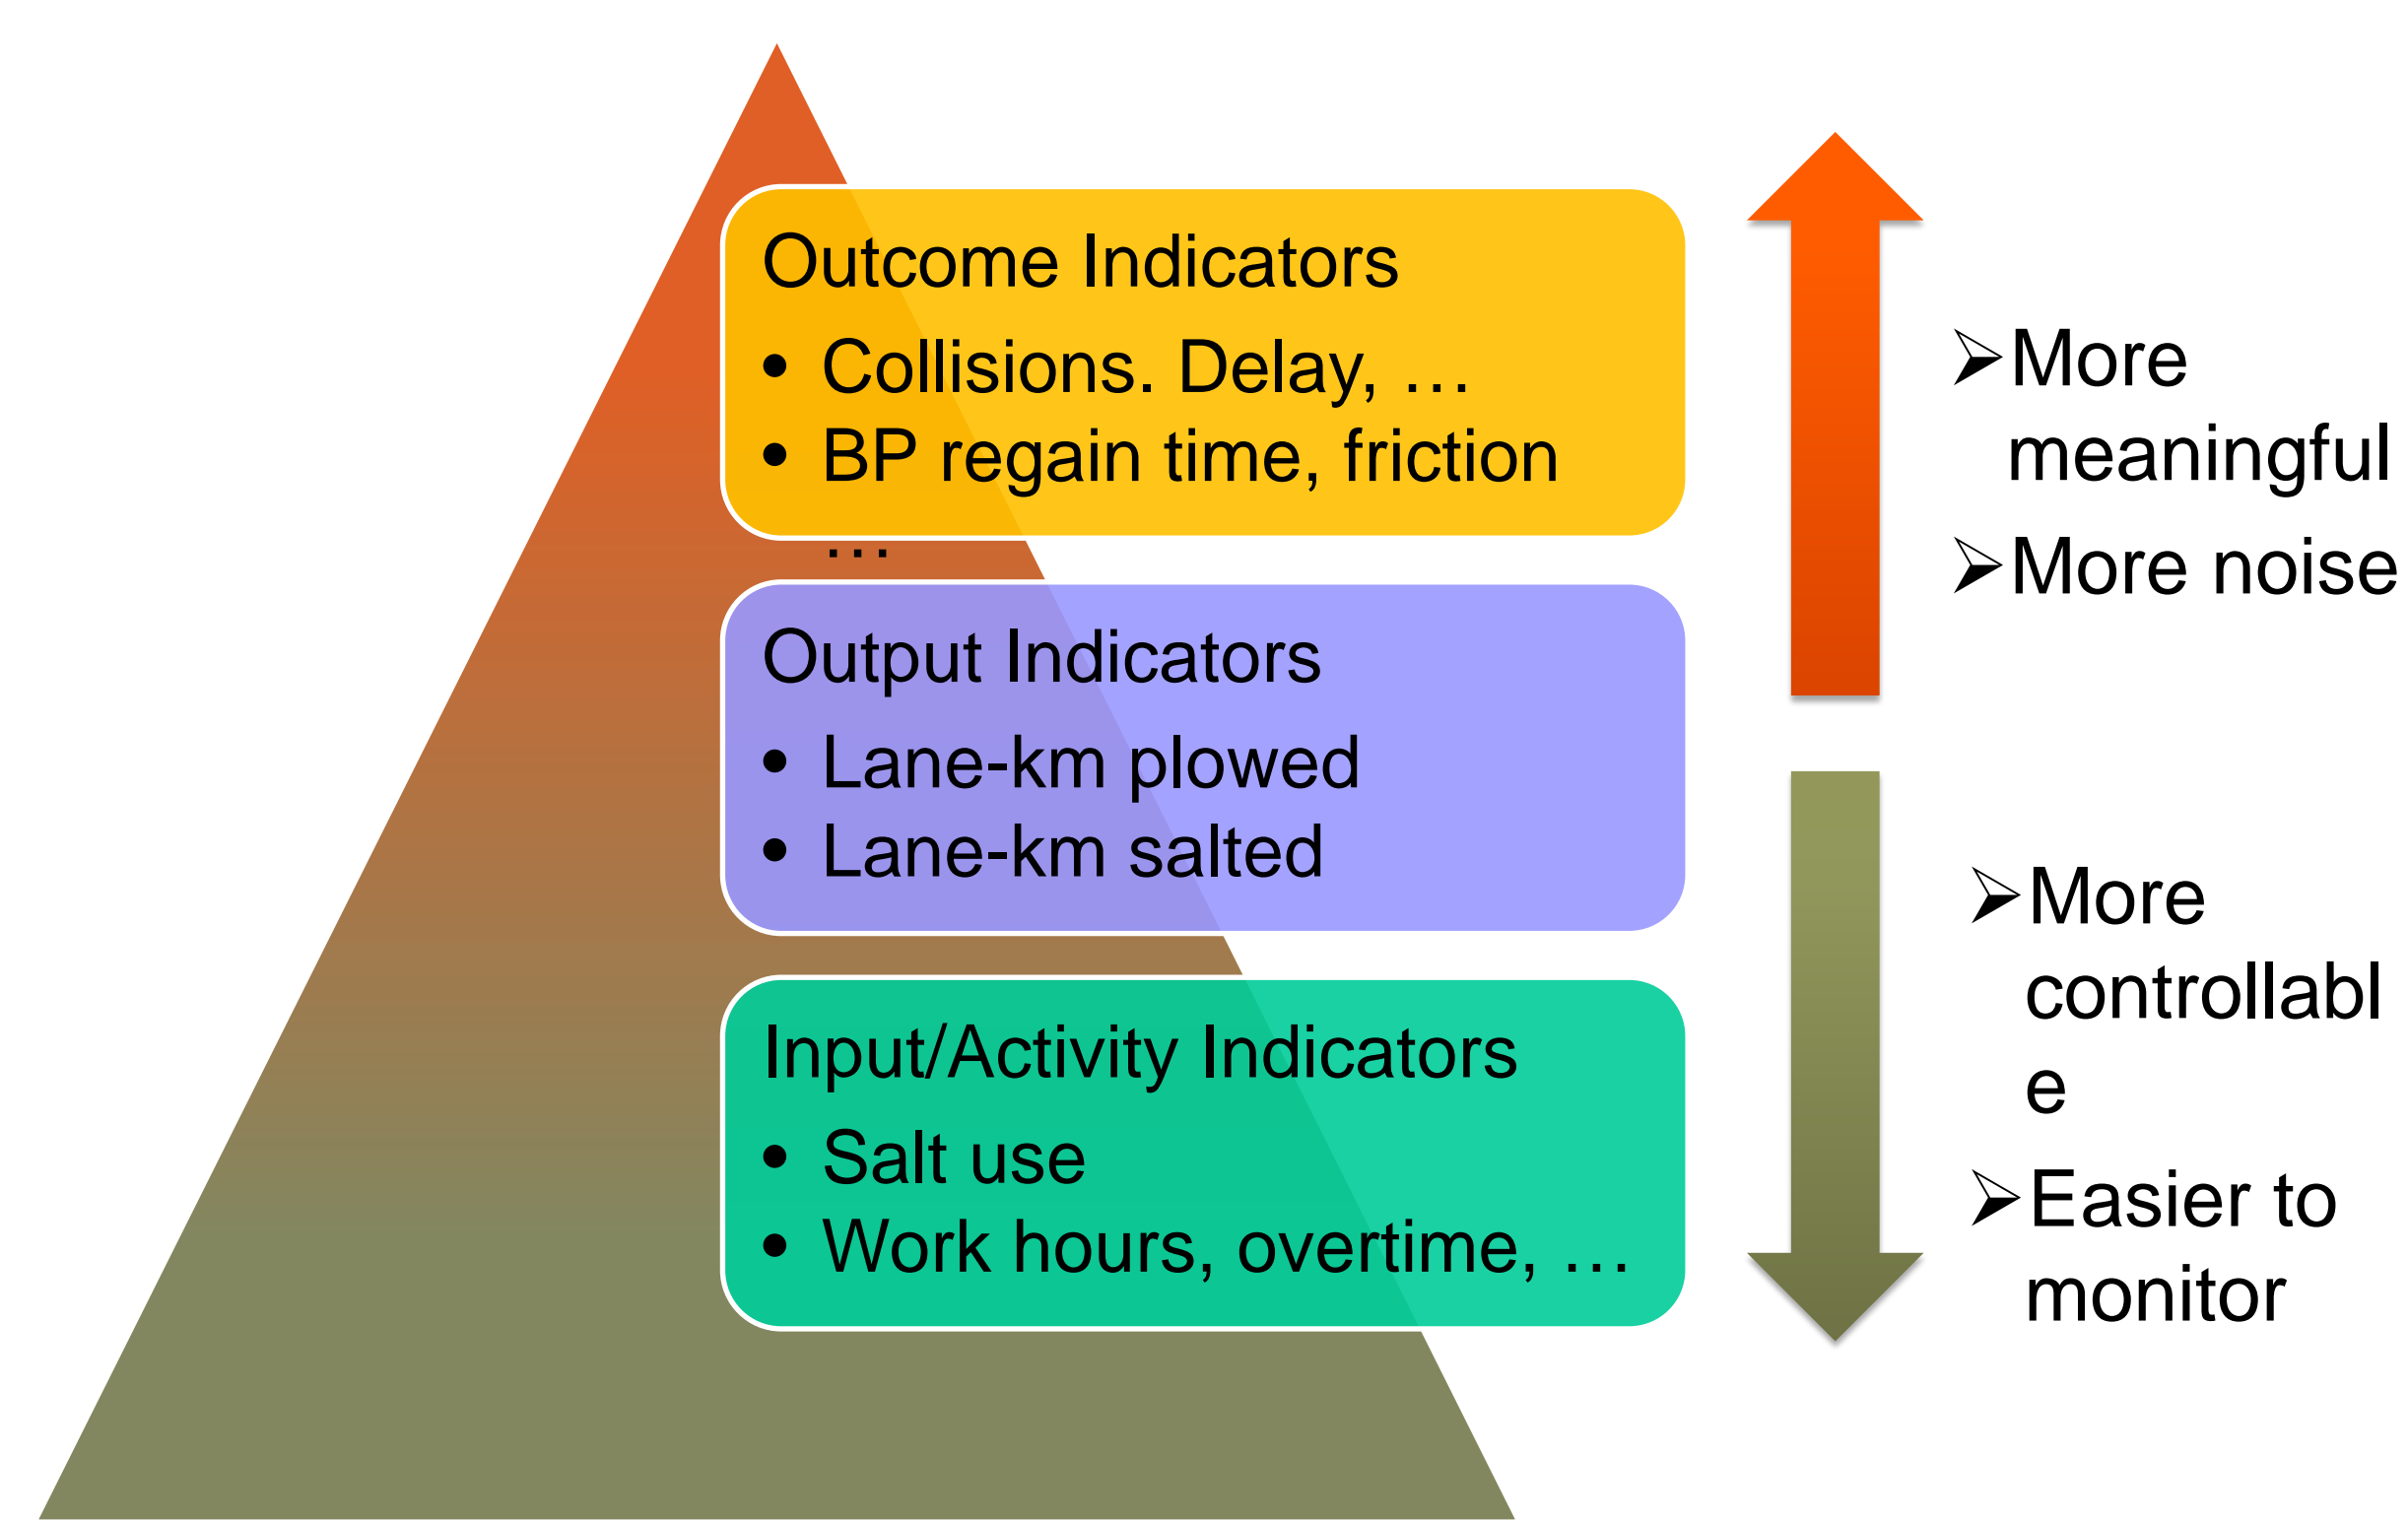 Outcome Indicators
• Collisions. Delay, …
• BP regain time, friction
…
Output Indicators
• Lane-km plowed
• Lane-km salted
Input/Activity Indicators
• Salt use
• Work hours, overtime, …
➢More
meaningful
➢More noise
➢More
controllabl
e
➢Easier to
monitor